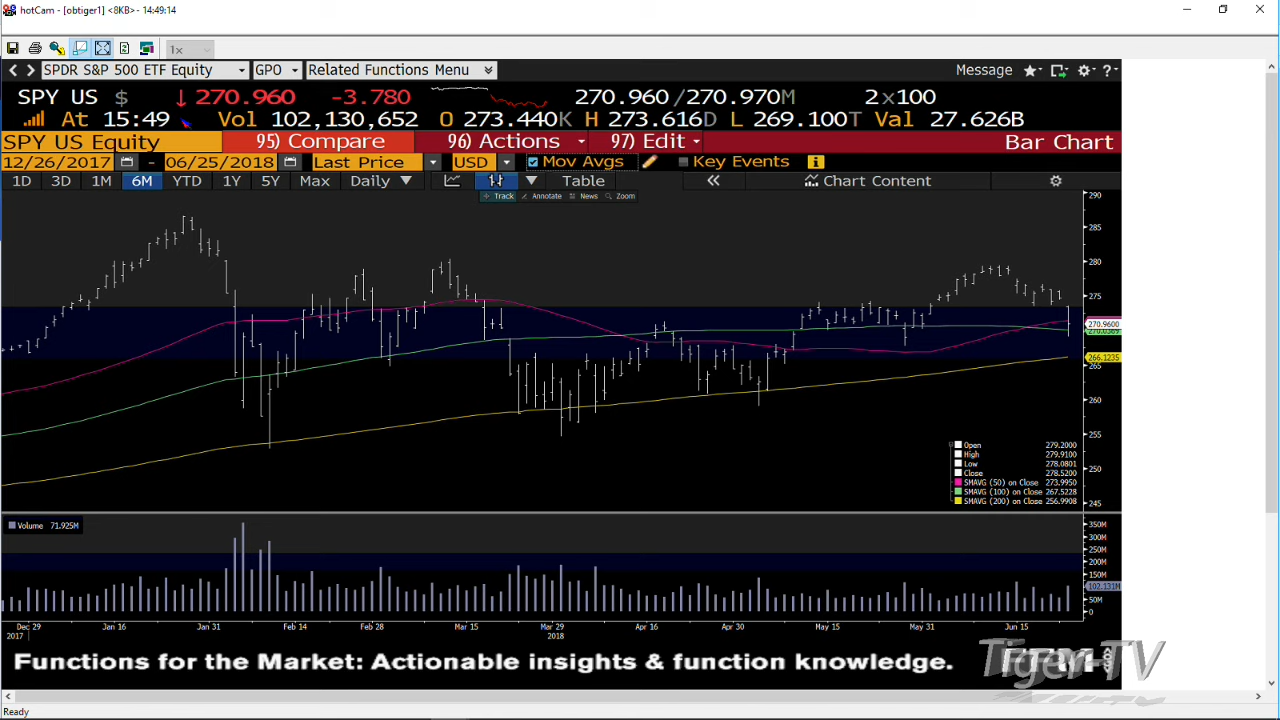 hotCam - [obtiger1] <8KB> - 14:49:14
1x
SPDR S&P 500 ETF Equity GPO Related Functions Menu Message ?
SPY US $ ↓ 270.960 -3.780 270.960/270.970M 2x100
At 15:49 Vol 102,130,652 O 273.440K H 273.616D L 269.100T Val 27.626B
SPY US Equity 95) Compare 96) Actions 97) Edit Bar Chart
12/26/2017 - 06/25/2018 Last Price USD Mov Avgs Key Events
1D 3D 1M 6M YTD 1Y 5Y Max Daily Table Chart Content
Track Annotate News Zoom
290
285
280
275
270.9600
265
266.1235
260
255
250
245
Open 279.2000
High 279.9100
Low 278.0801
Close 278.5200
SMAVG (50) on Close 273.9950
SMAVG (100) on Close 267.5228
SMAVG (200) on Close 256.9908
Volume 71.925M
350M
300M
250M
200M
150M
102.131M
50M
0
Dec 29 Jan 16 Jan 31 Feb 14 Feb 28 Mar 15 Mar 29 Apr 16 Apr 30 May 15 May 31 Jun 15
2017 2018
Functions for the Market: Actionable insights & function knowledge.
Tiger-TV
Ready